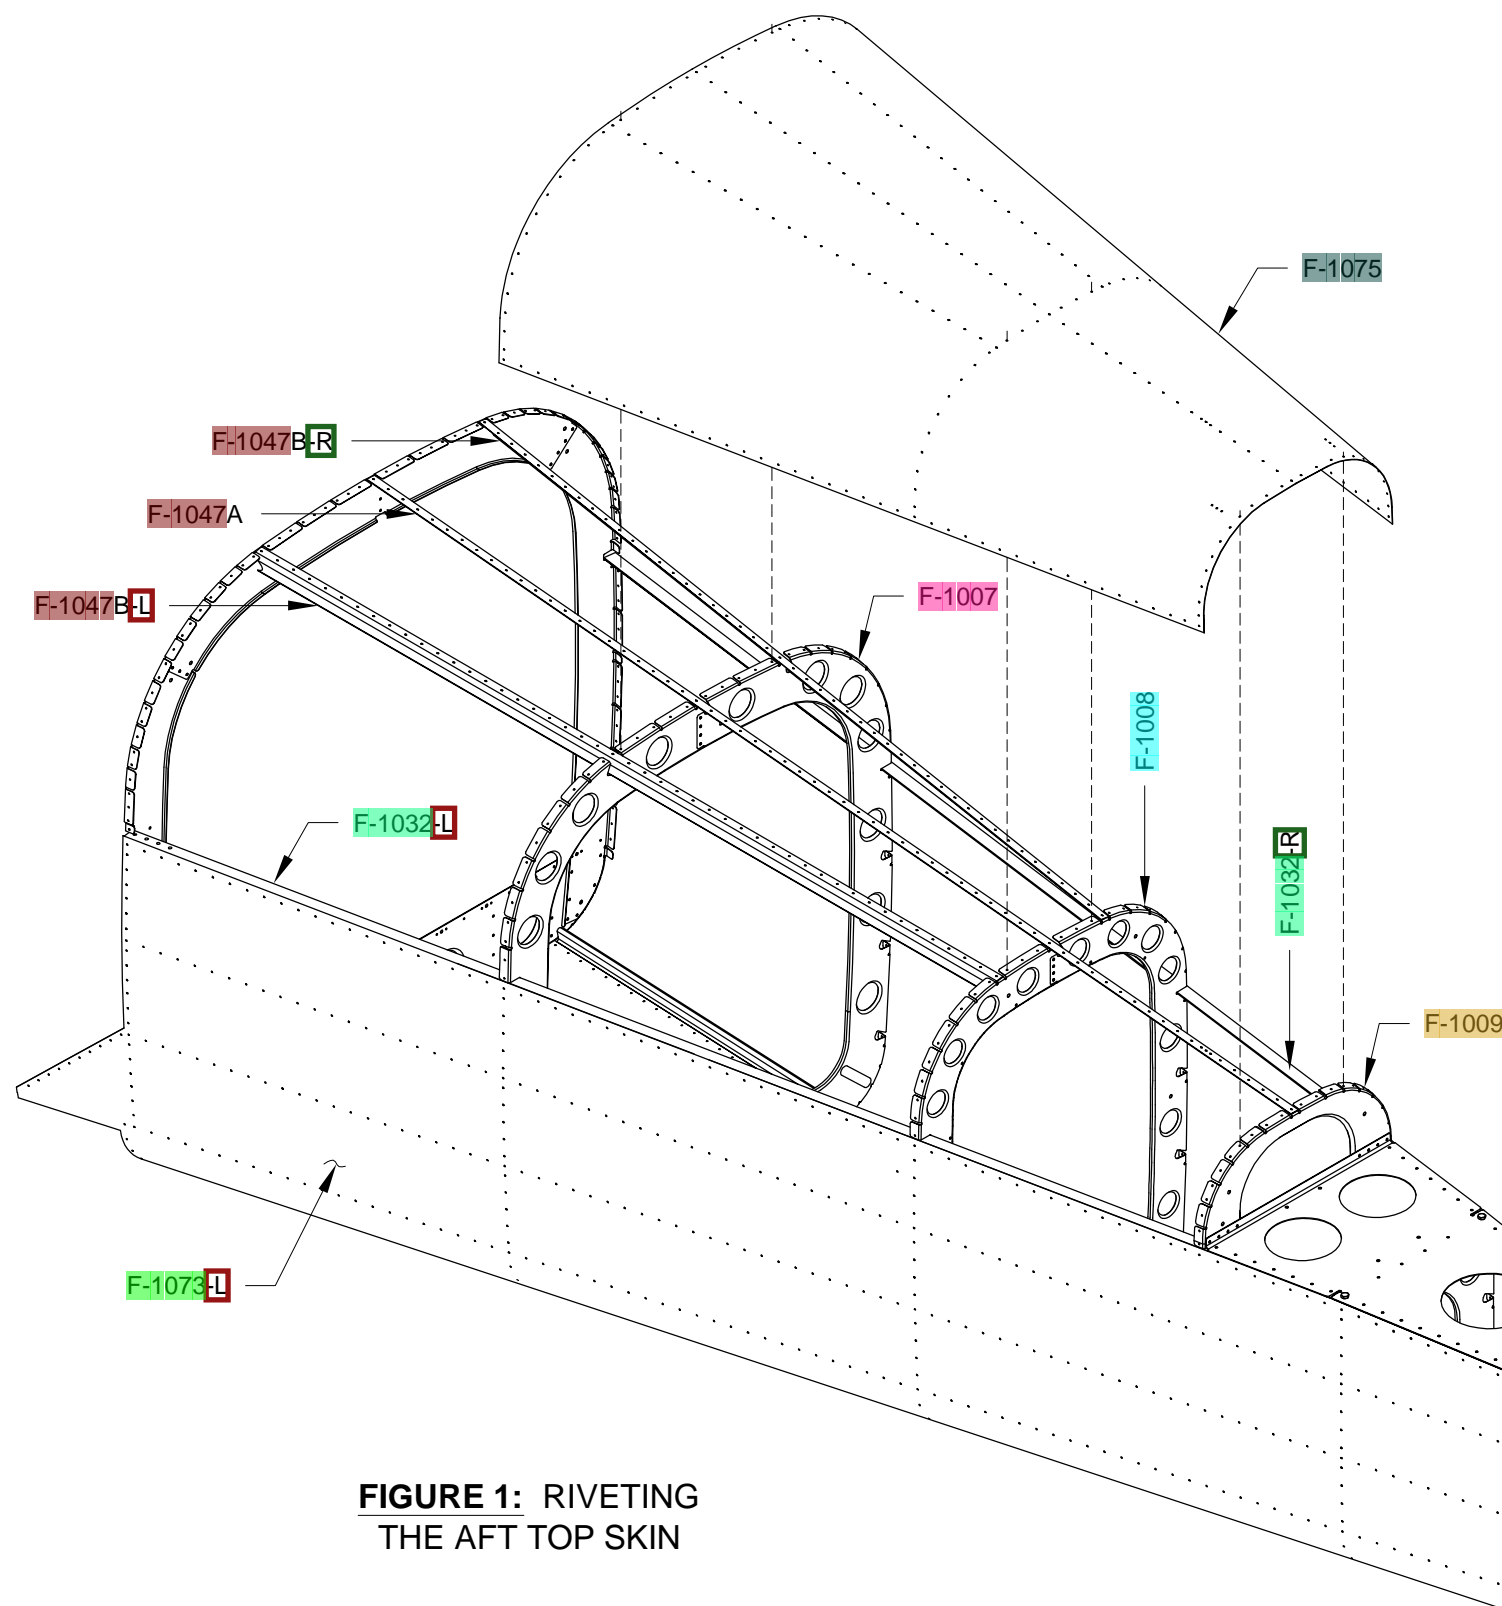 F-1075
F-1047B-R
F-1047A
F-1047B-L
F-1007
F-1008
F-1032-L
F-1032-R
F-1009
F-1073-L
FIGURE 1: RIVETING
THE AFT TOP SKIN